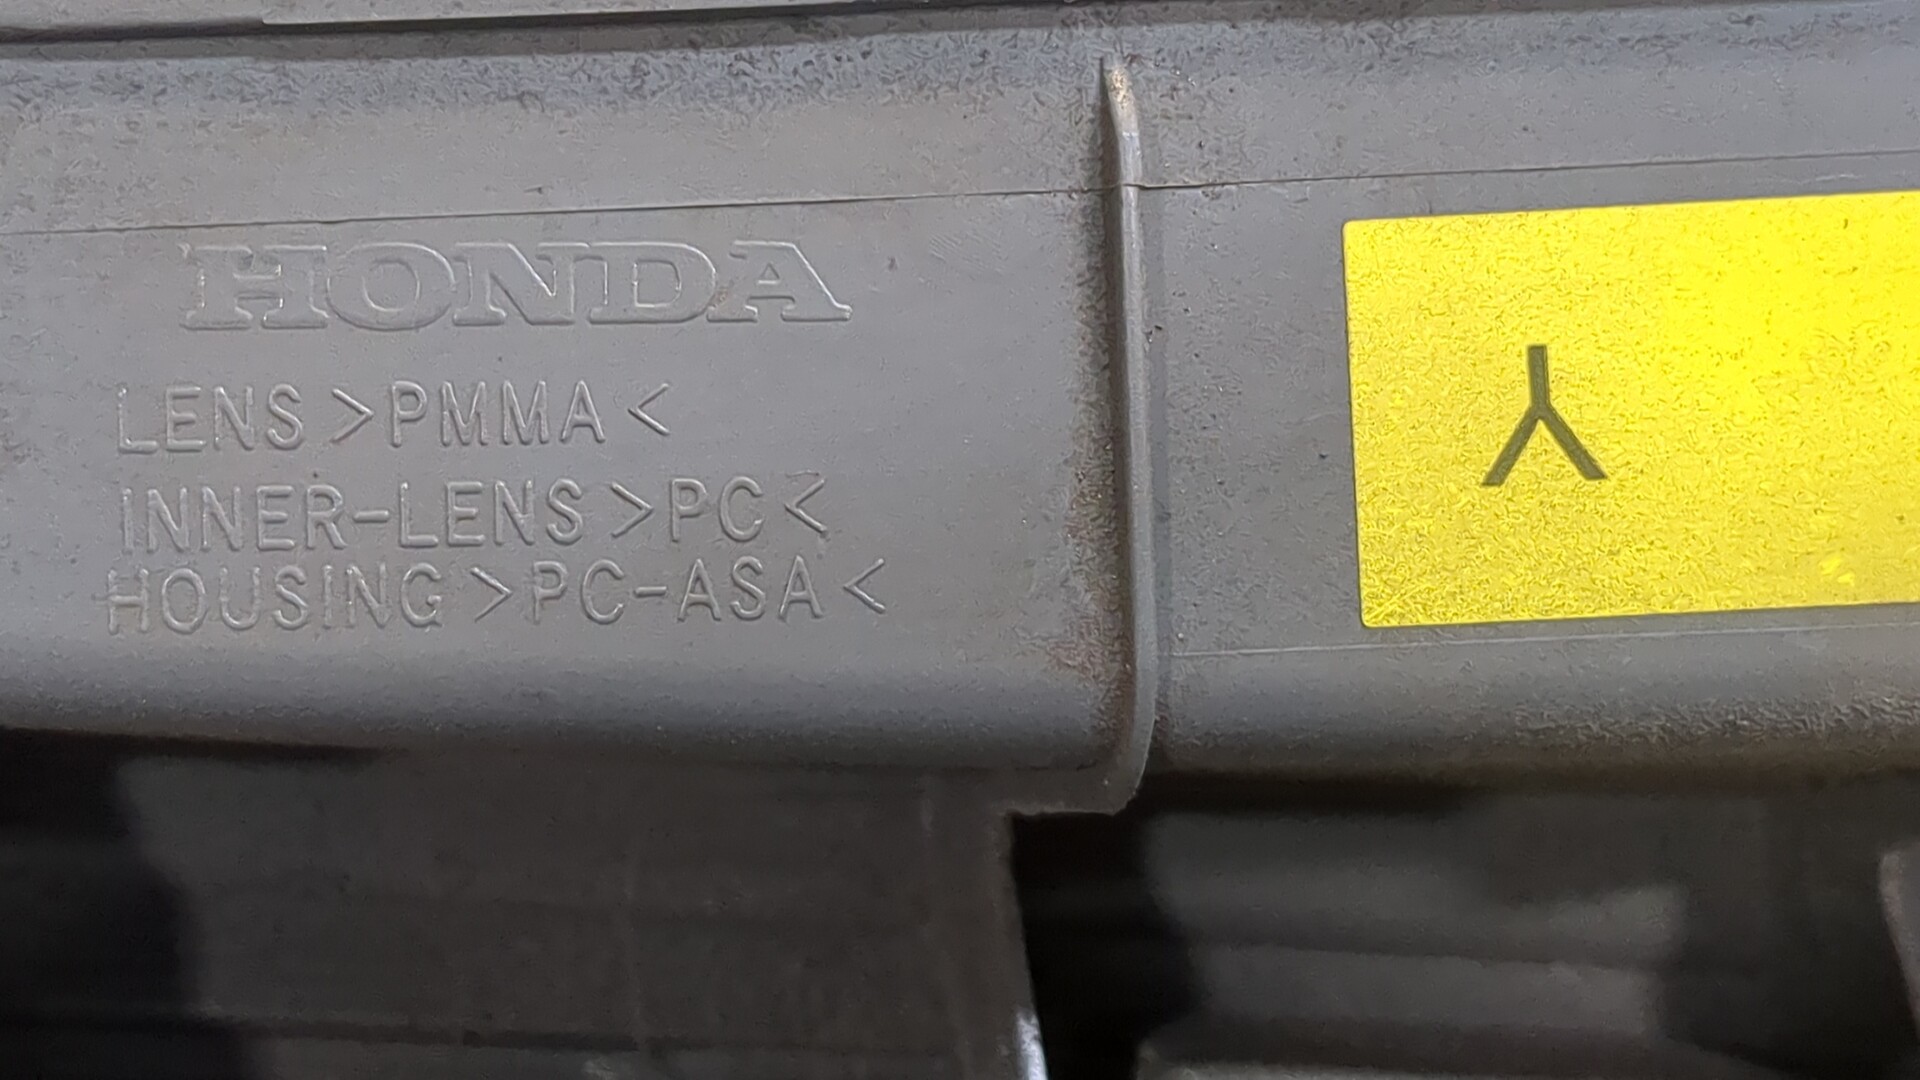 HONDA
LENS >PMMA<
INNER-LENS >PC<
HOUSING >PC-ASA<
Y